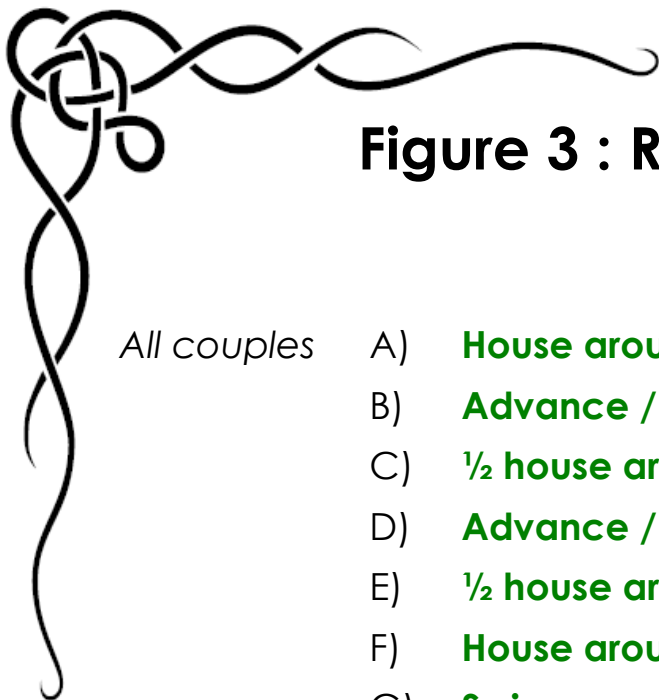 Figure 3 : R
All couples A) House arou
B) Advance /
C) ½ house ar
D) Advance /
E) ½ house ar
F) House arou